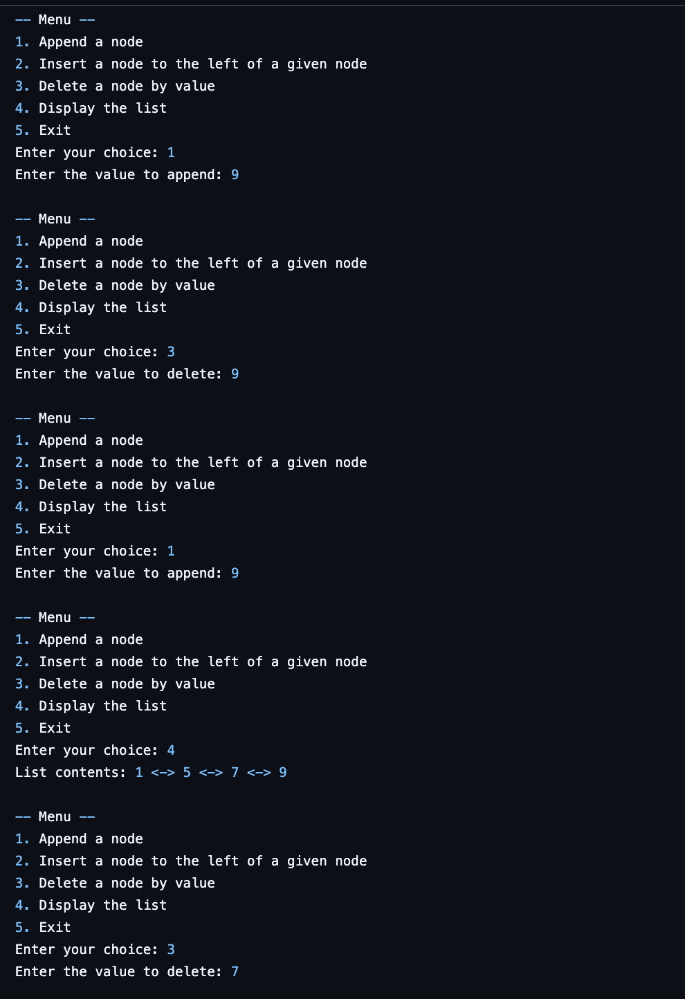 -- Menu --
1. Append a node
2. Insert a node to the left of a given node
3. Delete a node by value
4. Display the list
5. Exit
Enter your choice: 1
Enter the value to append: 9
-- Menu --
1. Append a node
2. Insert a node to the left of a given node
3. Delete a node by value
4. Display the list
5. Exit
Enter your choice: 3
Enter the value to delete: 9
-- Menu --
1. Append a node
2. Insert a node to the left of a given node
3. Delete a node by value
4. Display the list
5. Exit
Enter your choice: 1
Enter the value to append: 9
-- Menu --
1. Append a node
2. Insert a node to the left of a given node
3. Delete a node by value
4. Display the list
5. Exit
Enter your choice: 4
List contents: 1 <-> 5 <-> 7 <-> 9
-- Menu --
1. Append a node
2. Insert a node to the left of a given node
3. Delete a node by value
4. Display the list
5. Exit
Enter your choice: 3
Enter the value to delete: 7